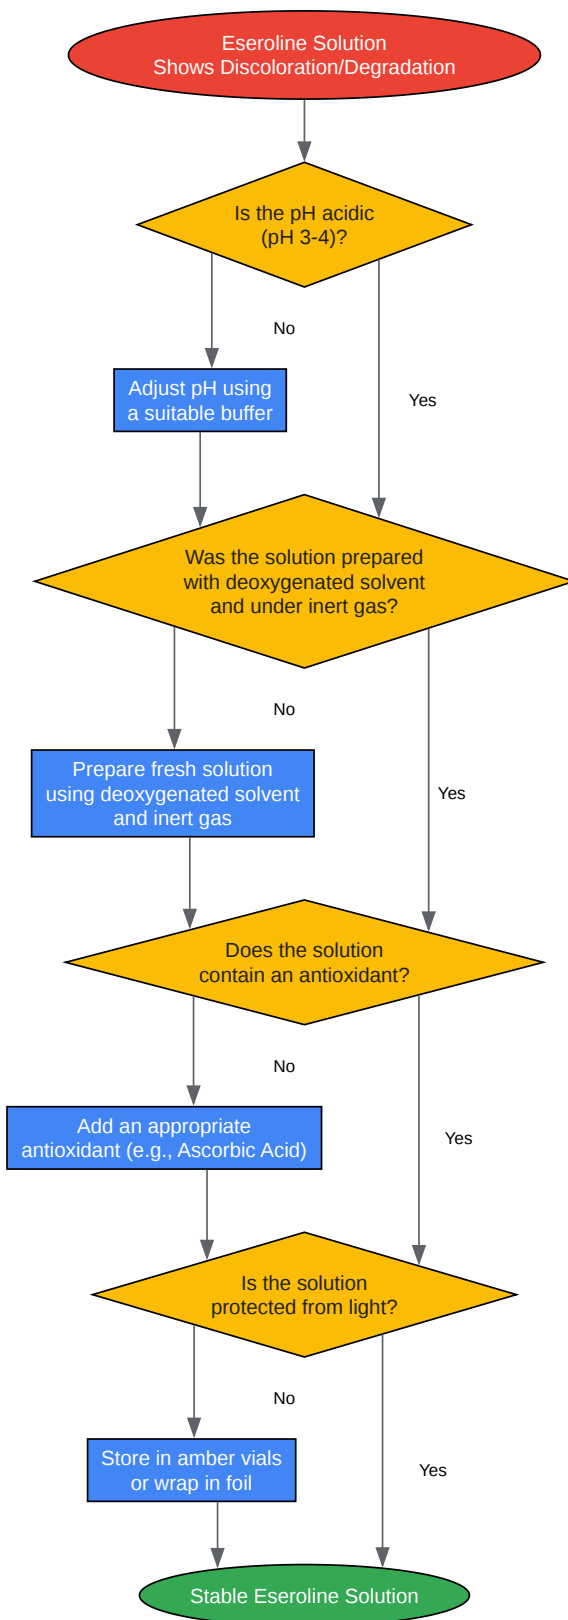 Eseroline Solution
Shows Discoloration/Degradation
Is the pH acidic
(pH 3-4)?
No
Adjust pH using
a suitable buffer
Yes
Was the solution prepared
with deoxygenated solvent
and under inert gas?
No
Prepare fresh solution
using deoxygenated solvent
and inert gas
Yes
Does the solution
contain an antioxidant?
No
Add an appropriate
antioxidant (e.g., Ascorbic Acid)
Yes
Is the solution
protected from light?
No
Store in amber vials
or wrap in foil
Yes
Stable Eseroline Solution